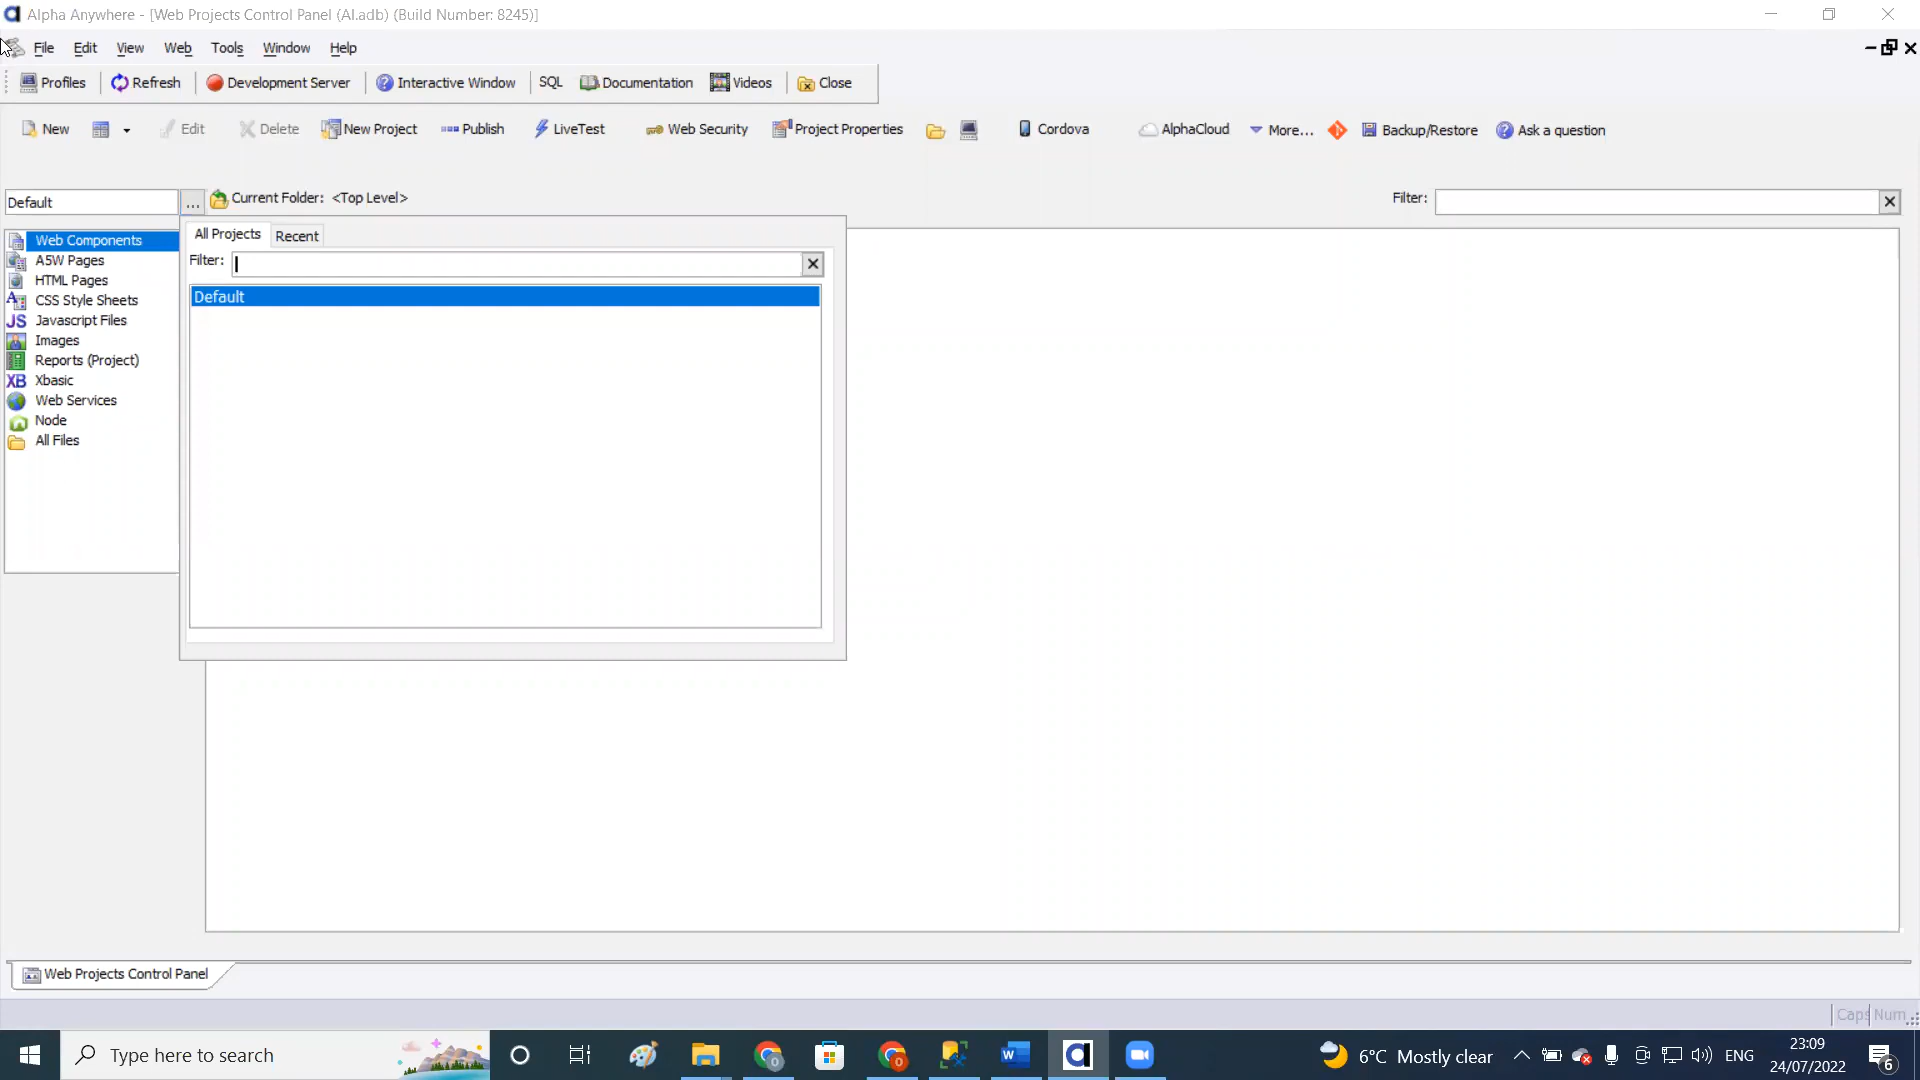 Alpha Anywhere - [Web Projects Control Panel (AI.adb) (Build Number: 8245)]
File Edit View Web Tools Window Help
Profiles Refresh Development Server Interactive Window SQL Documentation Videos Close
New Edit Delete New Project Publish LiveTest Web Security Project Properties Cordova AlphaCloud More... Backup/Restore Ask a question
Default ... Current Folder: <Top Level> Filter:
All Projects Recent
Filter:
Default
Web Components
A5W Pages
HTML Pages
CSS Style Sheets
JS Javascript Files
Images
Reports (Project)
XB Xbasic
Web Services
Node
All Files
Web Projects Control Panel
Caps Num
Type here to search
6°C Mostly clear
ENG
23:09
24/07/2022
6